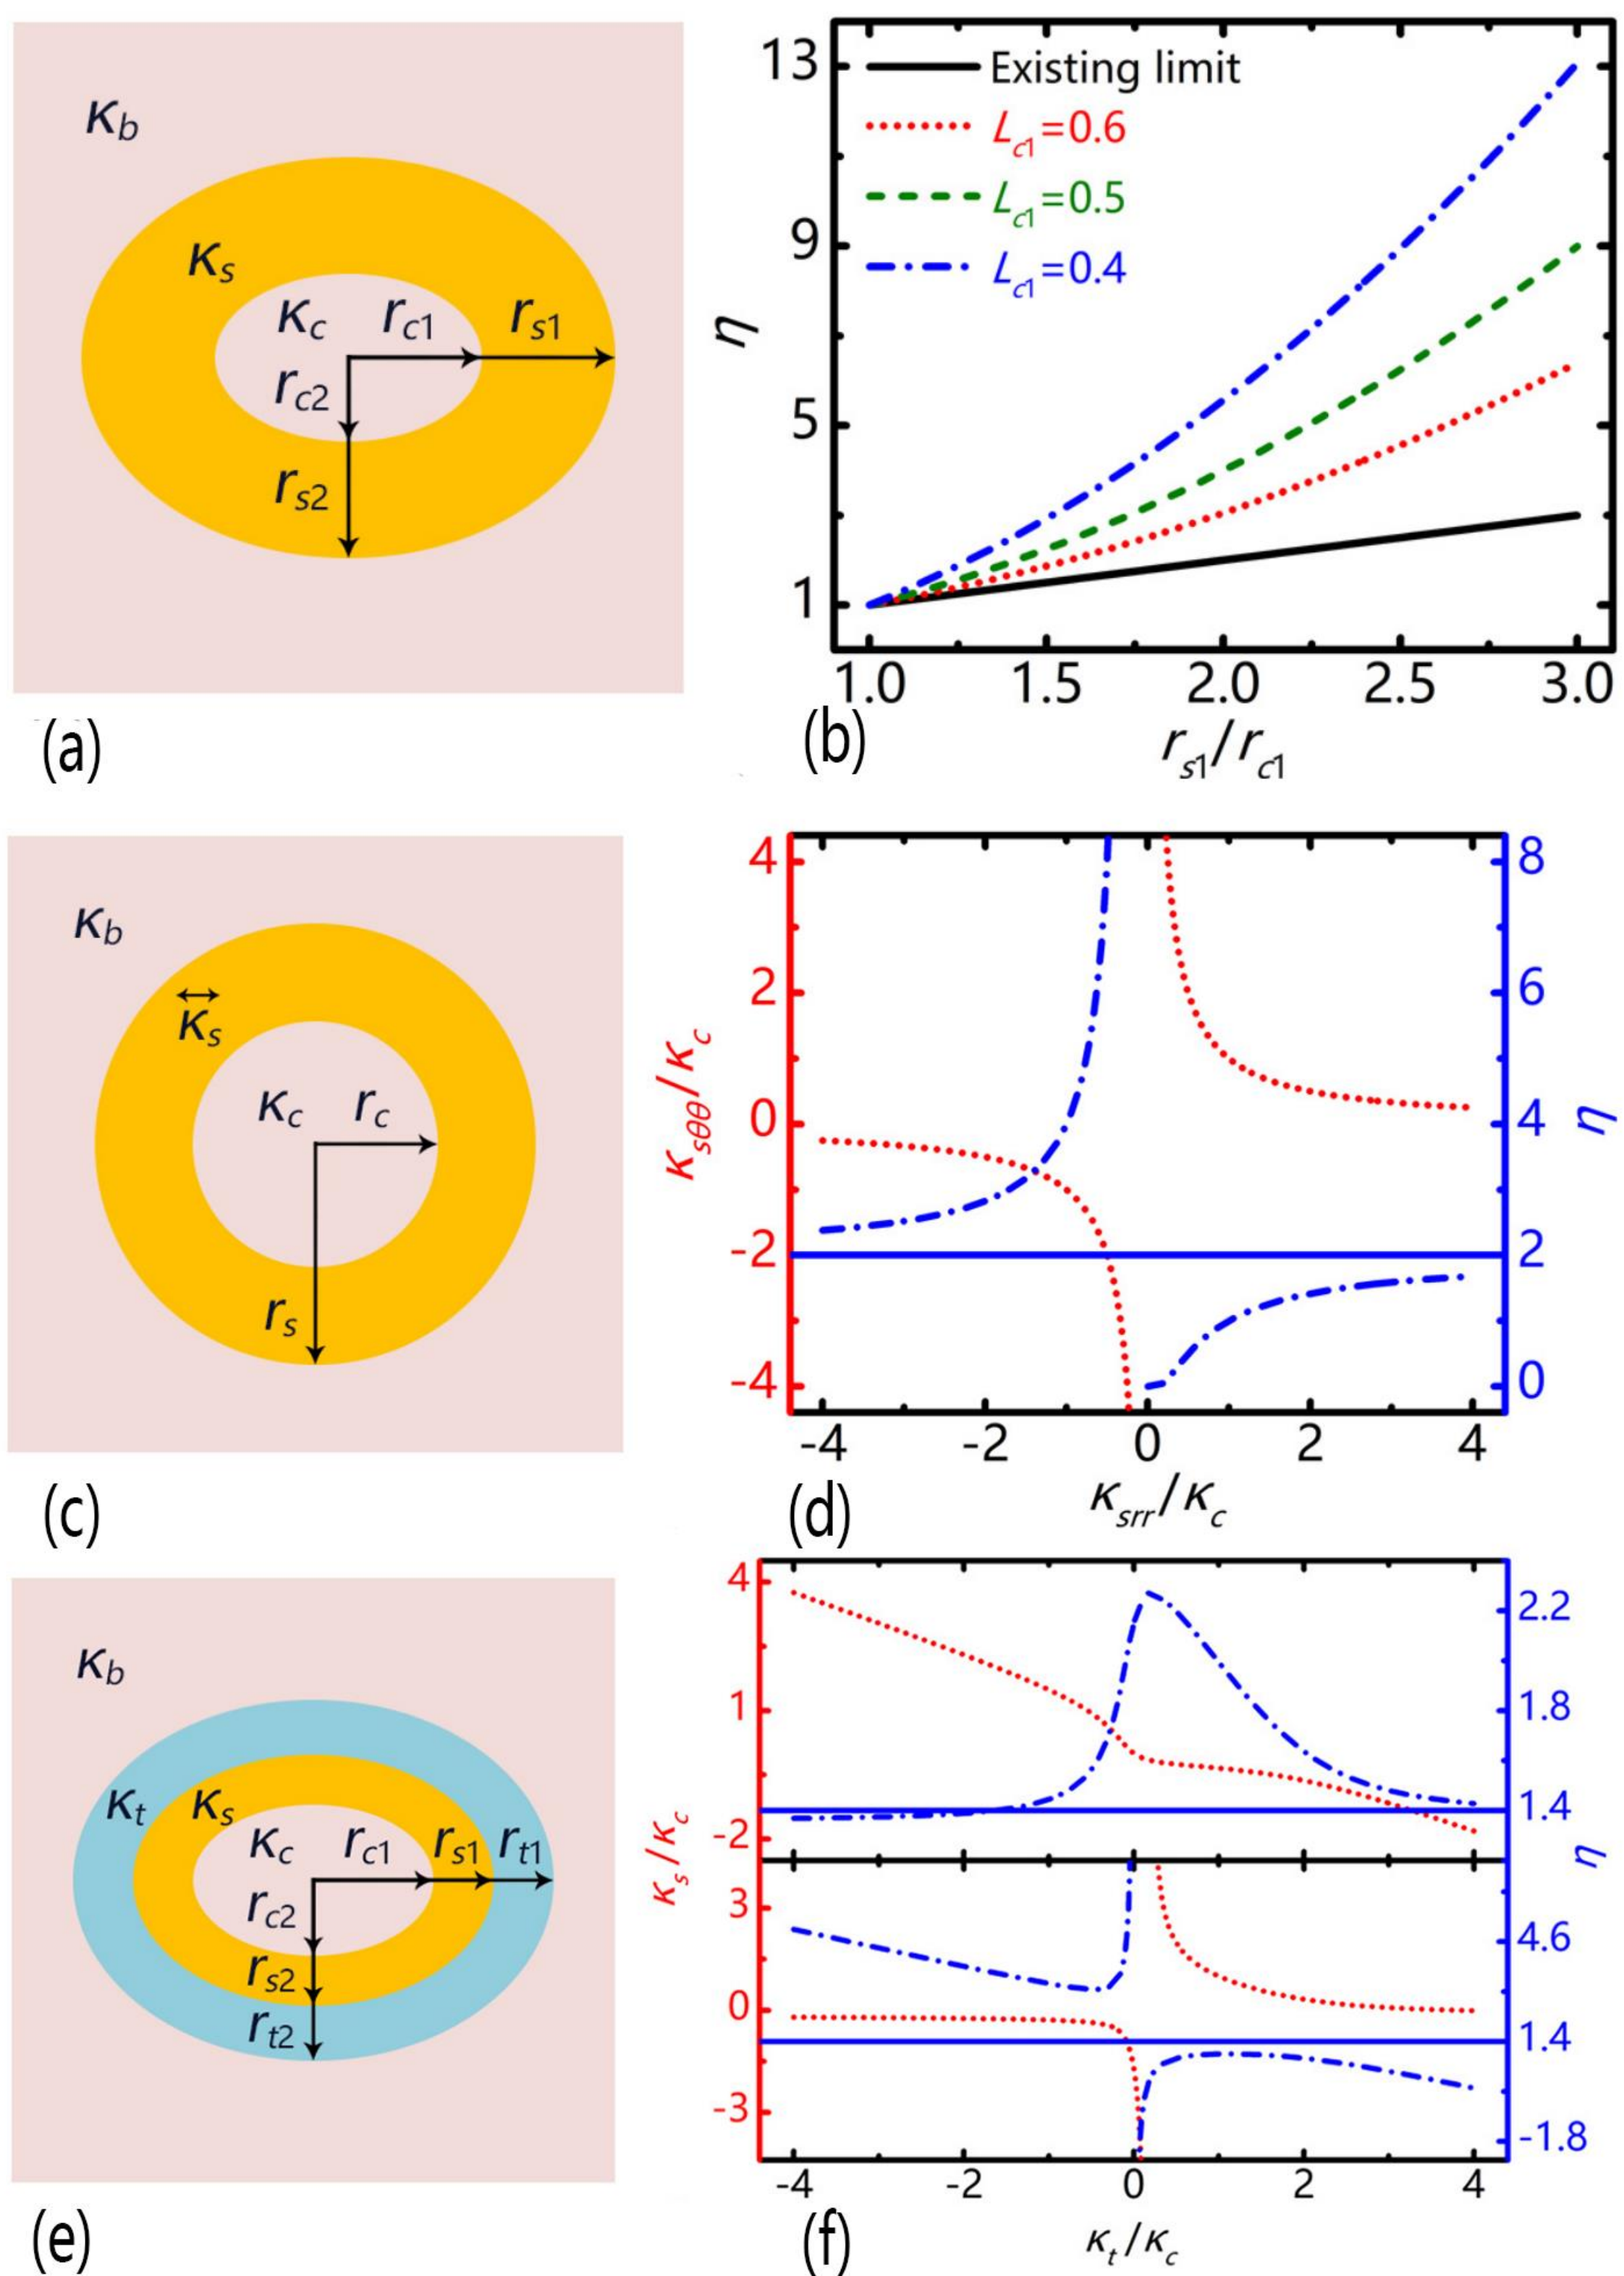 κb
κs
κc rc1 rs1
rc2
rs2
(a)
13
9
5
1
η
Existing limit
Lc1=0.6
Lc1=0.5
Lc1=0.4
1.0 1.5 2.0 2.5 3.0
rs1/rc1
(b)
κb
κs
κc rc
rs
(c)
4
2
0
-2
-4
κsθθ/κc
8
6
4
2
0
η
-4 -2 0 2 4
κsrr/κc
(d)
κb
κt κs
κc rc1 rs1 rt1
rc2
rs2
rt2
(e)
4
1
-2
3
0
-3
κs/κc
2.2
1.8
1.4
4.6
1.4
-1.8
η
-4 -2 0 2 4
κt/κc
(f)